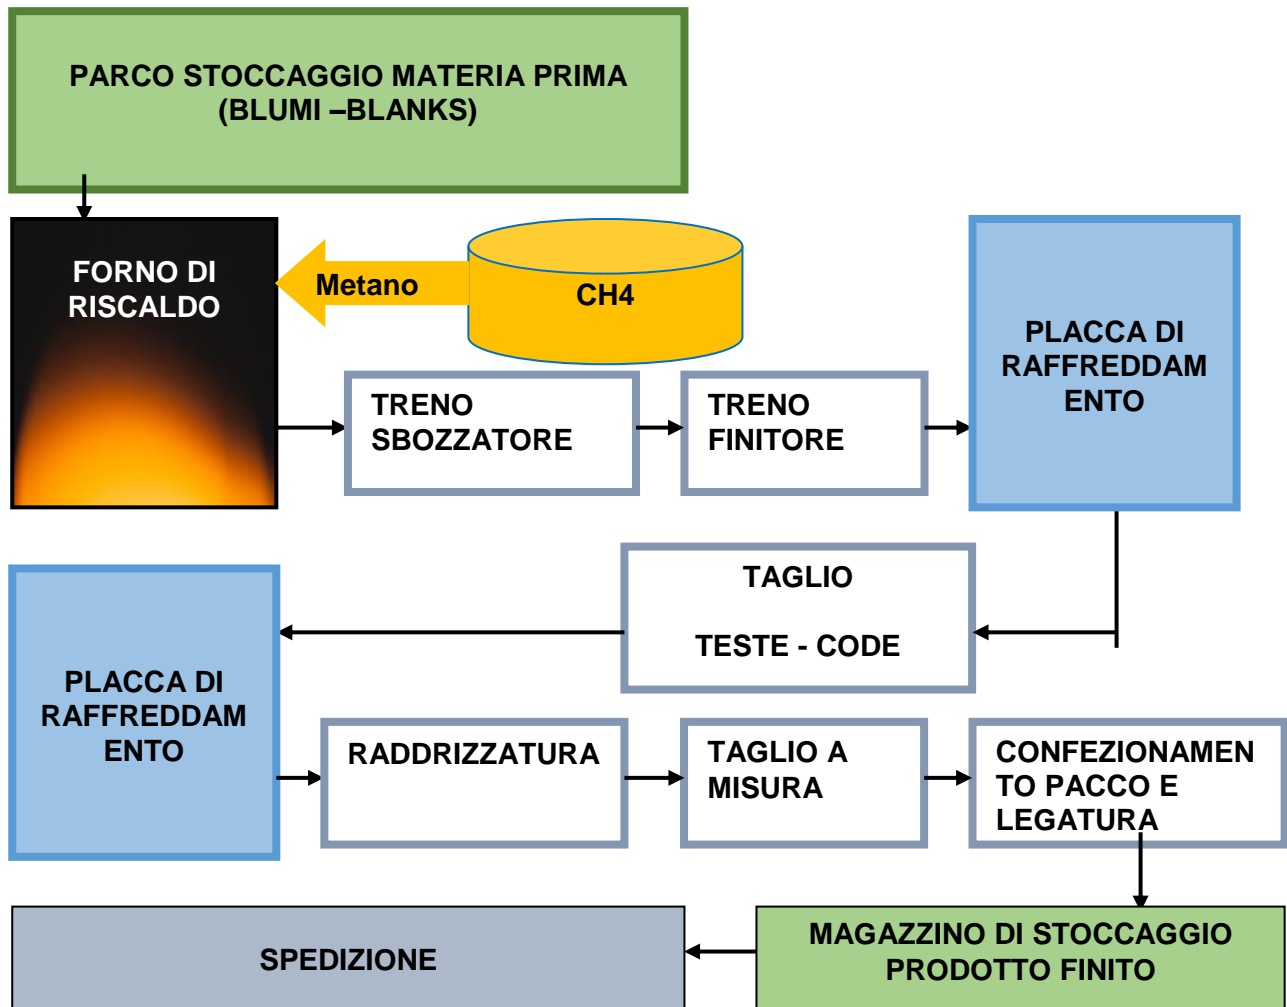 PARCO STOCCAGGIO MATERIA PRIMA
(BLUMI –BLANKS)
FORNO DI
RISCALDO
Metano
CH4
PLACCA DI
RAFFREDDAM
ENTO
TRENO
SBOZZATORE
TRENO
FINITORE
TAGLIO
TESTE - CODE
PLACCA DI
RAFFREDDAM
ENTO
RADDRIZZATURA
TAGLIO A
MISURA
CONFEZIONAMEN
TO PACCO E
LEGATURA
MAGAZZINO DI STOCCAGGIO
PRODOTTO FINITO
SPEDIZIONE